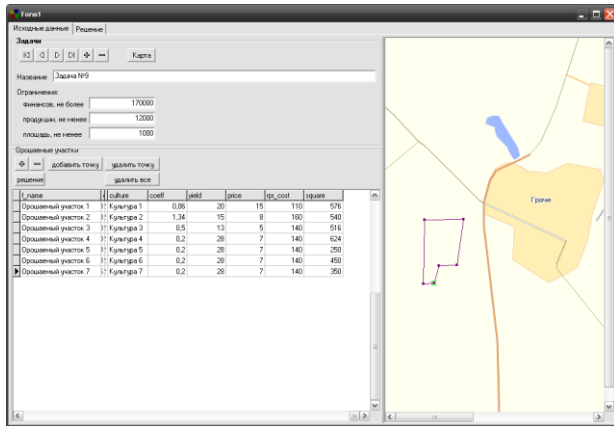 Form1
Исходные данные Решение
Задачи
Карта
Название Задача №9
Ограничения:
финансов, не более 170000
продукции, не менее 12000
площадь, не менее 1000
Орошаемые участки
добавить точку удалить точку
решение удалить все
f_name culture coeff yield price rpr_cost square
Орошаемый участок 1 Культура 1 0,06 20 15 110 576
Орошаемый участок 2 Культура 2 1,34 15 8 160 540
Орошаемый участок 3 Культура 3 0,5 13 5 140 516
Орошаемый участок 4 Культура 4 0,2 28 7 140 624
Орошаемый участок 5 Культура 5 0,2 28 7 140 250
Орошаемый участок 6 Культура 6 0,2 28 7 140 450
Орошаемый участок 7 Культура 7 0,2 28 7 140 350
Грачи